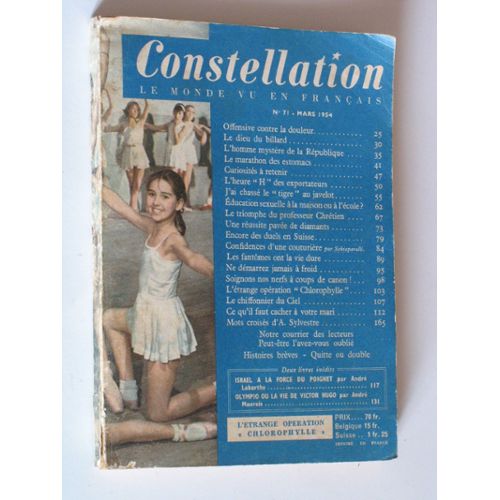 Constellation
LE MONDE VU EN FRANÇAIS
N° 71 - MARS 1954
Offensive contre la douleur............ 25
Le dieu du billard.................... 30
L'homme mystère de la République..... 35
Le marathon des estomacs............. 41
Curiosités à retenir................... 47
L'heure "H" des exportateurs.......... 50
J'ai chassé le "tigre" au javelot........ 55
Éducation sexuelle à la maison ou à l'école? 62
Le triomphe du professeur Chrétien..... 67
Une réussite pavée de diamants......... 73
Encore des duels en Suisse............. 79
Confidences d'une couturière par Schiaparelli. 84
Les fantômes ont la vie dure........... 89
Ne démarrez jamais à froid............. 95
Soignons nos nerfs à coups de canon!... 98
L'étrange opération "Chlorophylle".... 103
Le chiffonnier du Ciel................ 107
Ce qu'il faut cacher à votre mari....... 112
Mots croisés d'A. Sylvestre............ 165
Notre courrier des lecteurs
Peut-être l'avez-vous oublié
Histoires brèves - Quitte ou double
Deux livres inédits
ISRAEL A LA FORCE DU POIGNET par André
Labarthe.......................... 117
OLYMPIO OU LA VIE DE VICTOR HUGO par André
Maurois........................... 131
L'ÉTRANGE OPERATION
« CHLOROPHYLLE »
PRIX.... 70 fr.
Belgique 15 fr.
Suisse.. 1 fr. 25
IMPRIMÉ EN FRANCE